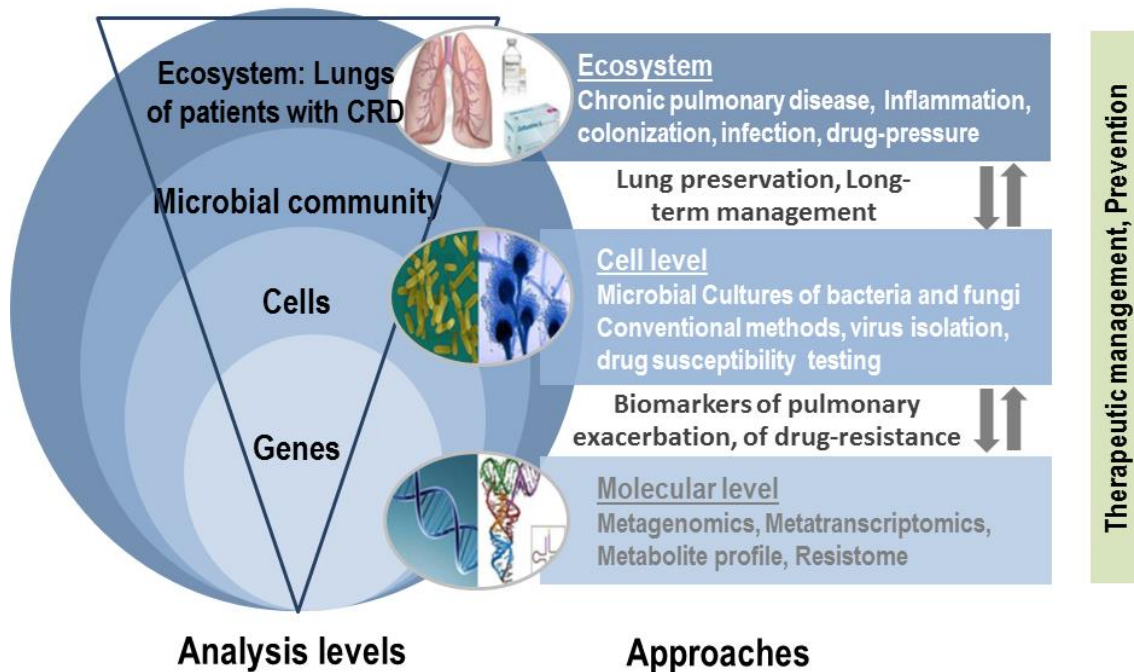 Ecosystem: Lungs
of patients with CRD
Microbial community
Cells
Genes
Analysis levels
Ecosystem
Chronic pulmonary disease, Inflammation,
colonization, infection, drug-pressure
Lung preservation, Long-
term management
Cell level
Microbial Cultures of bacteria and fungi
Conventional methods, virus isolation,
drug susceptibility testing
Biomarkers of pulmonary
exacerbation, of drug-resistance
Molecular level
Metagenomics, Metatranscriptomics,
Metabolite profile, Resistome
Approaches
Therapeutic management, Prevention